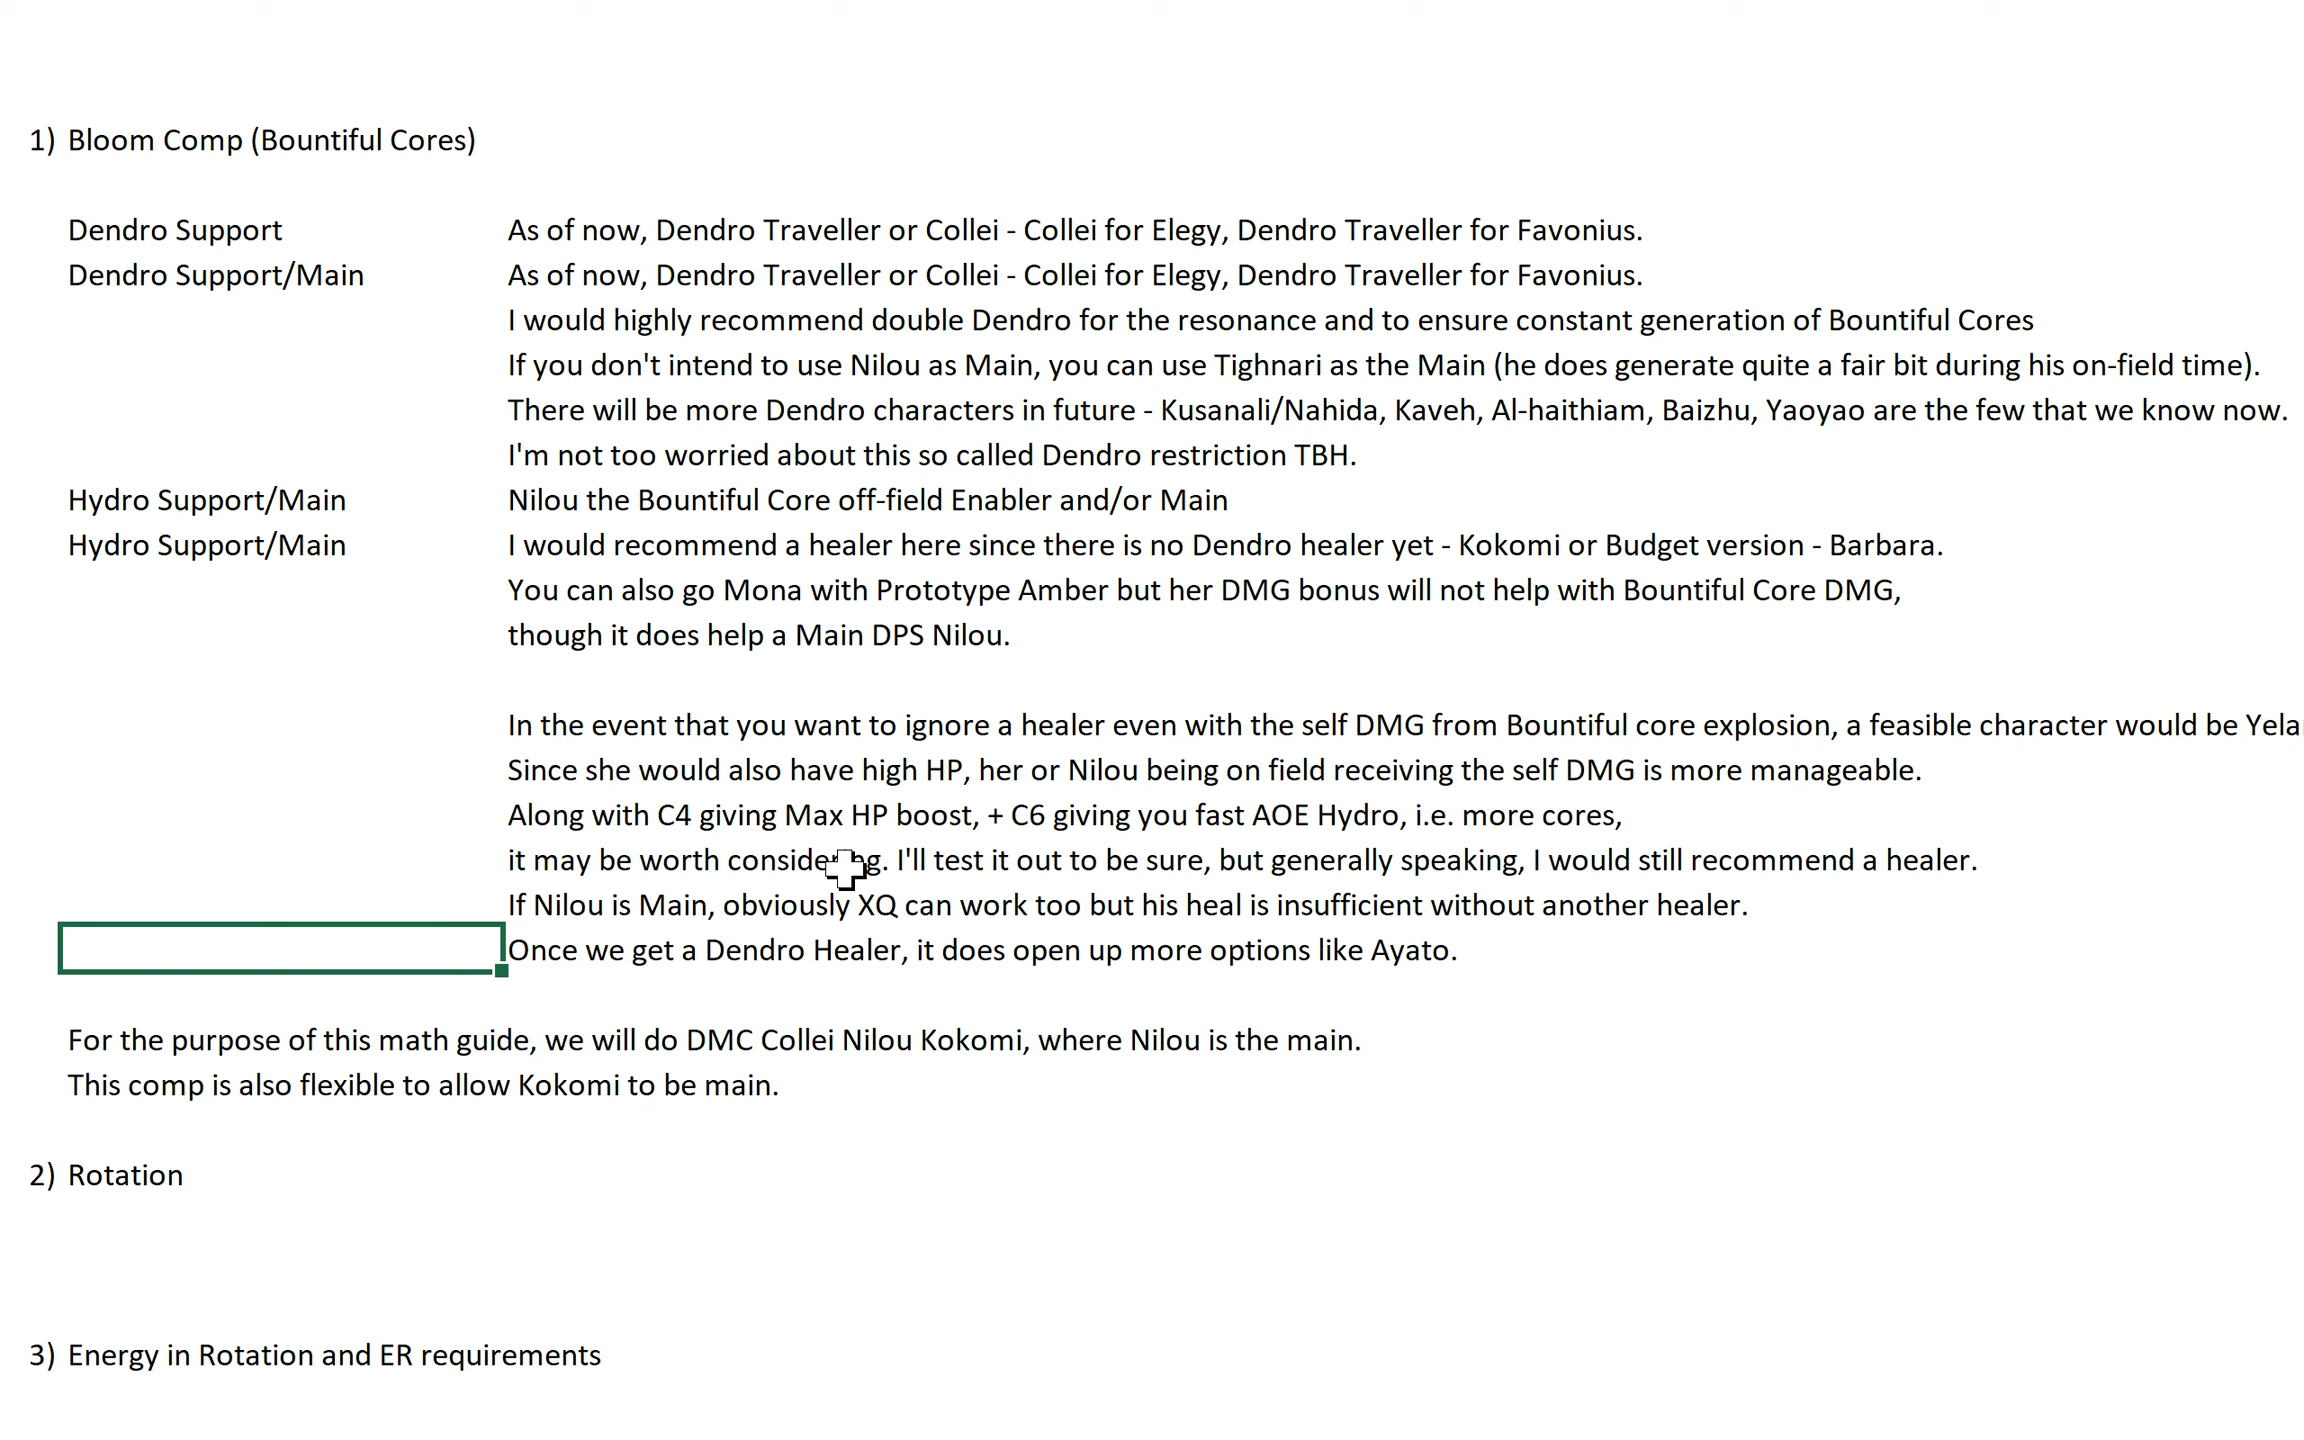 1) Bloom Comp (Bountiful Cores)
Dendro Support As of now, Dendro Traveller or Collei - Collei for Elegy, Dendro Traveller for Favonius.
Dendro Support/Main As of now, Dendro Traveller or Collei - Collei for Elegy, Dendro Traveller for Favonius.
I would highly recommend double Dendro for the resonance and to ensure constant generation of Bountiful Cores
If you don't intend to use Nilou as Main, you can use Tighnari as the Main (he does generate quite a fair bit during his on-field time).
There will be more Dendro characters in future - Kusanali/Nahida, Kaveh, Al-haithiam, Baizhu, Yaoyao are the few that we know now.
I'm not too worried about this so called Dendro restriction TBH.
Hydro Support/Main Nilou the Bountiful Core off-field Enabler and/or Main
Hydro Support/Main I would recommend a healer here since there is no Dendro healer yet - Kokomi or Budget version - Barbara.
You can also go Mona with Prototype Amber but her DMG bonus will not help with Bountiful Core DMG,
though it does help a Main DPS Nilou.
In the event that you want to ignore a healer even with the self DMG from Bountiful core explosion, a feasible character would be
Since she would also have high HP, her or Nilou being on field receiving the self DMG is more manageable.
Along with C4 giving Max HP boost, + C6 giving you fast AOE Hydro, i.e. more cores,
it may be worth considering. I'll test it out to be sure, but generally speaking, I would still recommend a healer.
If Nilou is Main, obviously XQ can work too but his heal is insufficient without another healer.
Once we get a Dendro Healer, it does open up more options like Ayato.
For the purpose of this math guide, we will do DMC Collei Nilou Kokomi, where Nilou is the main.
This comp is also flexible to allow Kokomi to be main.
2) Rotation
3) Energy in Rotation and ER requirements